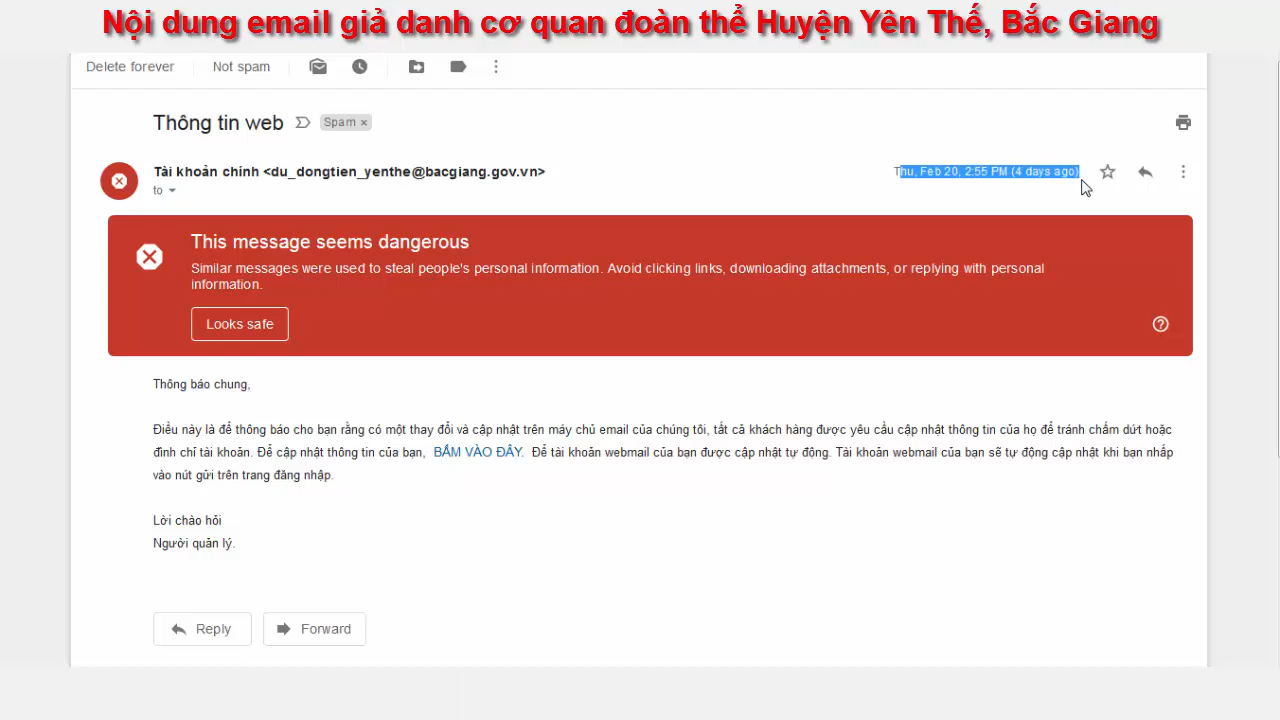 Nội dung email giả danh cơ quan đoàn thể Huyện Yên Thế, Bắc Giang
Delete forever Not spam
Thông tin web Spam ×
Tài khoản chính <du_dongtien_yenthe@bacgiang.gov.vn> Thu, Feb 20, 2:55 PM (4 days ago)
to
This message seems dangerous
Similar messages were used to steal people's personal information. Avoid clicking links, downloading attachments, or replying with personal
information.
Looks safe
Thông báo chung,
Điều này là để thông báo cho bạn rằng có một thay đổi và cập nhật trên máy chủ email của chúng tôi, tất cả khách hàng được yêu cầu cập nhật thông tin của họ để tránh chấm dứt hoặc
đình chỉ tài khoản. Để cập nhật thông tin của bạn, BẤM VÀO ĐÂY. Để tài khoản webmail của bạn được cập nhật tự động. Tài khoản webmail của bạn sẽ tự động cập nhật khi bạn nhấp
vào nút gửi trên trang đăng nhập.
Lời chào hỏi
Người quản lý.
Reply Forward